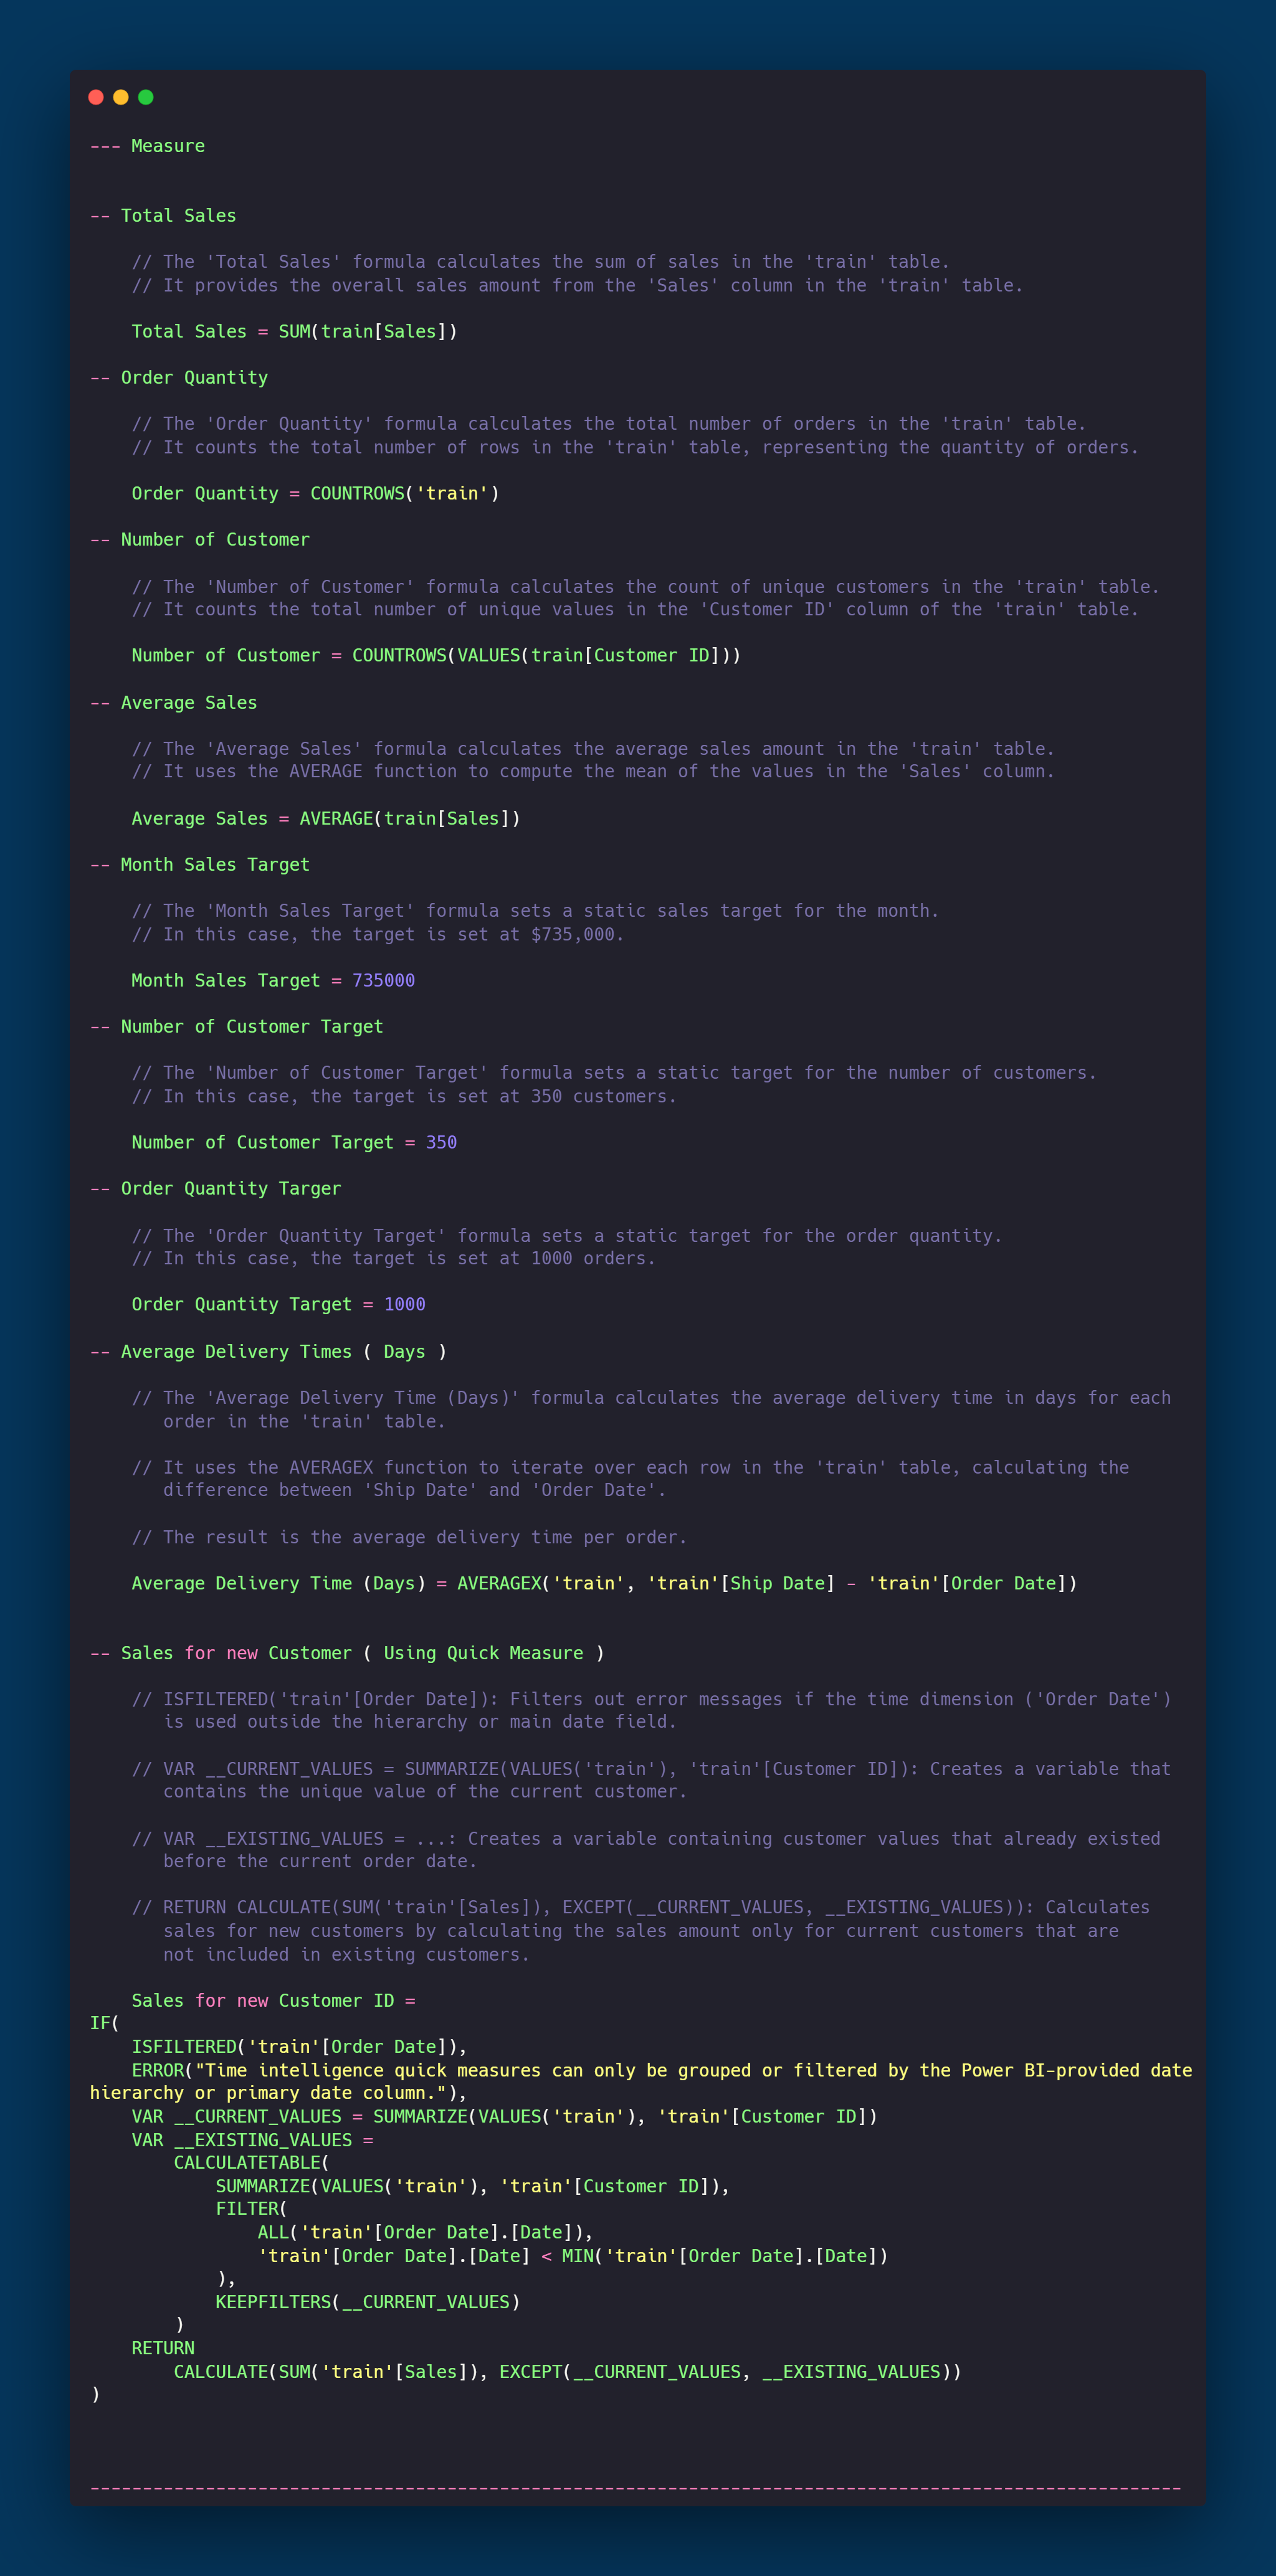 --- Measure
-- Total Sales
// The 'Total Sales' formula calculates the sum of sales in the 'train' table.
// It provides the overall sales amount from the 'Sales' column in the 'train' table.
Total Sales = SUM(train[Sales])
-- Order Quantity
// The 'Order Quantity' formula calculates the total number of orders in the 'train' table.
// It counts the total number of rows in the 'train' table, representing the quantity of orders.
Order Quantity = COUNTROWS('train')
-- Number of Customer
// The 'Number of Customer' formula calculates the count of unique customers in the 'train' table.
// It counts the total number of unique values in the 'Customer ID' column of the 'train' table.
Number of Customer = COUNTROWS(VALUES(train[Customer ID]))
-- Average Sales
// The 'Average Sales' formula calculates the average sales amount in the 'train' table.
// It uses the AVERAGE function to compute the mean of the values in the 'Sales' column.
Average Sales = AVERAGE(train[Sales])
-- Month Sales Target
// The 'Month Sales Target' formula sets a static sales target for the month.
// In this case, the target is set at $735,000.
Month Sales Target = 735000
-- Number of Customer Target
// The 'Number of Customer Target' formula sets a static target for the number of customers.
// In this case, the target is set at 350 customers.
Number of Customer Target = 350
-- Order Quantity Targer
// The 'Order Quantity Target' formula sets a static target for the order quantity.
// In this case, the target is set at 1000 orders.
Order Quantity Target = 1000
-- Average Delivery Times ( Days )
// The 'Average Delivery Time (Days)' formula calculates the average delivery time in days for each
order in the 'train' table.
// It uses the AVERAGEX function to iterate over each row in the 'train' table, calculating the
difference between 'Ship Date' and 'Order Date'.
// The result is the average delivery time per order.
Average Delivery Time (Days) = AVERAGEX('train', 'train'[Ship Date] - 'train'[Order Date])
-- Sales for new Customer ( Using Quick Measure )
// ISFILTERED('train'[Order Date]): Filters out error messages if the time dimension ('Order Date')
is used outside the hierarchy or main date field.
// VAR __CURRENT_VALUES = SUMMARIZE(VALUES('train'), 'train'[Customer ID]): Creates a variable that
contains the unique value of the current customer.
// VAR __EXISTING_VALUES = ...: Creates a variable containing customer values that already existed
before the current order date.
// RETURN CALCULATE(SUM('train'[Sales]), EXCEPT(__CURRENT_VALUES, __EXISTING_VALUES)): Calculates
sales for new customers by calculating the sales amount only for current customers that are
not included in existing customers.
Sales for new Customer ID =
IF(
ISFILTERED('train'[Order Date]),
ERROR("Time intelligence quick measures can only be grouped or filtered by the Power BI-provided date
hierarchy or primary date column."),
VAR __CURRENT_VALUES = SUMMARIZE(VALUES('train'), 'train'[Customer ID])
VAR __EXISTING_VALUES =
CALCULATETABLE(
SUMMARIZE(VALUES('train'), 'train'[Customer ID]),
FILTER(
ALL('train'[Order Date].[Date]),
'train'[Order Date].[Date] < MIN('train'[Order Date].[Date])
),
KEEPFILTERS(__CURRENT_VALUES)
)
RETURN
CALCULATE(SUM('train'[Sales]), EXCEPT(__CURRENT_VALUES, __EXISTING_VALUES))
)
--------------------------------------------------------------------------------------------------------